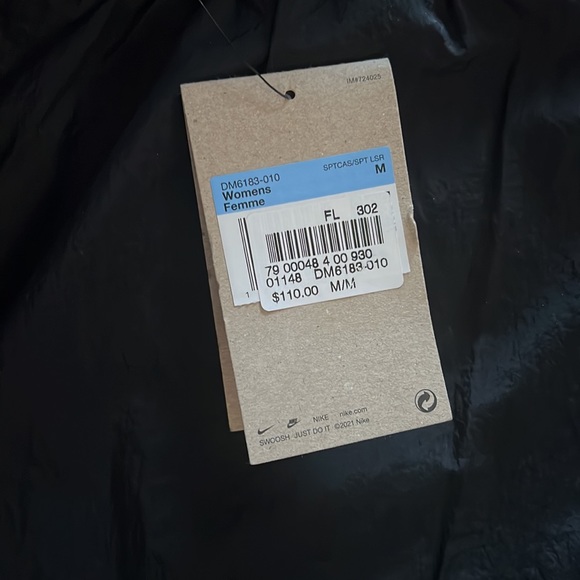 IM#724025
DM6183-010 SPTCAS/SPT LSR
Womens M
Femme
FL 302
79 00048 4 00 930
01148 DM6183-010
$110.00 M/M
1
NIKE nike.com
SWOOSH JUST DO IT ©2021 Nike